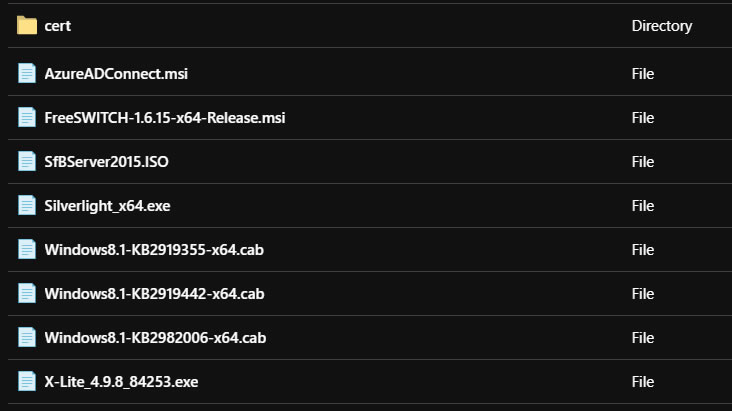 cert Directory
AzureADConnect.msi File
FreeSWITCH-1.6.15-x64-Release.msi File
SfBServer2015.ISO File
Silverlight_x64.exe File
Windows8.1-KB2919355-x64.cab File
Windows8.1-KB2919442-x64.cab File
Windows8.1-KB2982006-x64.cab File
X-Lite_4.9.8_84253.exe File